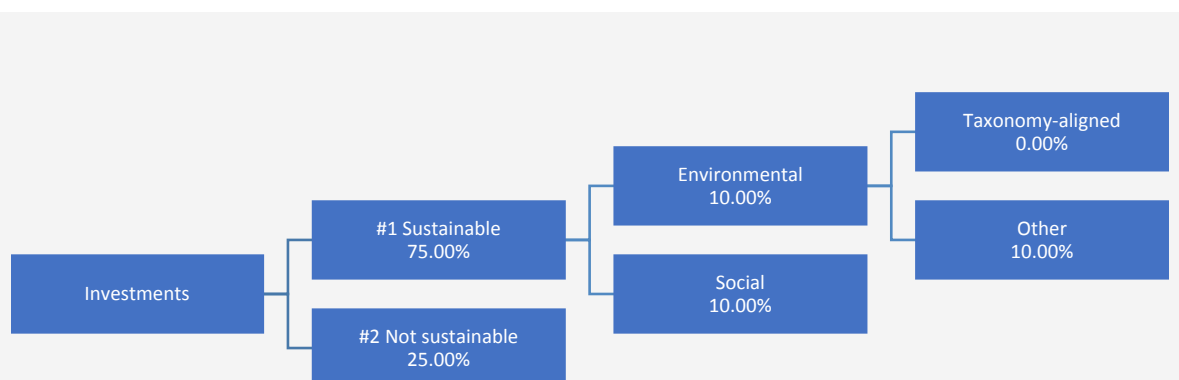 Investments
#1 Sustainable
75.00%
#2 Not sustainable
25.00%
Environmental
10.00%
Social
10.00%
Taxonomy-aligned
0.00%
Other
10.00%